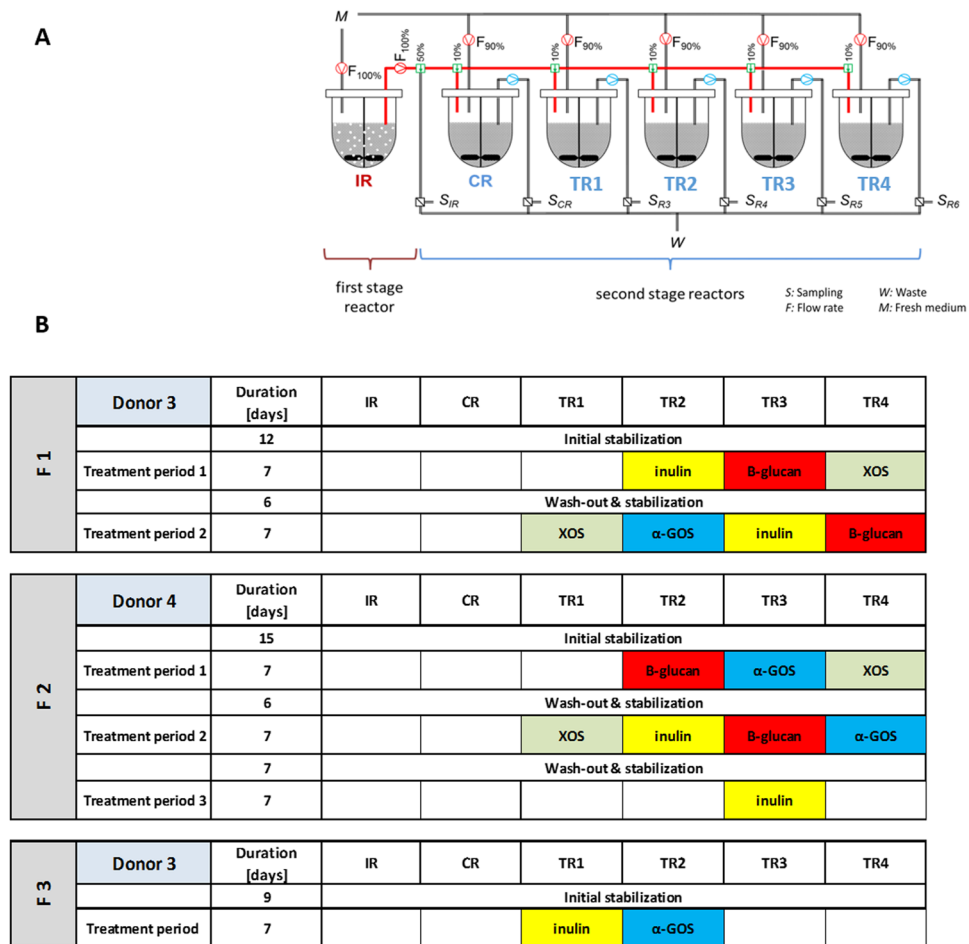 A
M
F100%
F100%
50%
10%
F90%
10%
F90%
10%
F90%
10%
F90%
10%
F90%
IR
CR
TR1
TR2
TR3
TR4
SIR
SCR
SR3
SR4
SR5
SR6
W
first stage
reactor
second stage reactors
S: Sampling W: Waste
F: Flow rate M: Fresh medium
B
F 1
Donor 3 Duration [days] IR CR TR1 TR2 TR3 TR4
12 Initial stabilization
Treatment period 1 7 inulin B-glucan XOS
6 Wash-out & stabilization
Treatment period 2 7 XOS α-GOS inulin B-glucan
F 2
Donor 4 Duration [days] IR CR TR1 TR2 TR3 TR4
15 Initial stabilization
Treatment period 1 7 B-glucan α-GOS XOS
6 Wash-out & stabilization
Treatment period 2 7 XOS inulin B-glucan α-GOS
7 Wash-out & stabilization
Treatment period 3 7 inulin
F 3
Donor 3 Duration [days] IR CR TR1 TR2 TR3 TR4
9 Initial stabilization
Treatment period 7 inulin α-GOS